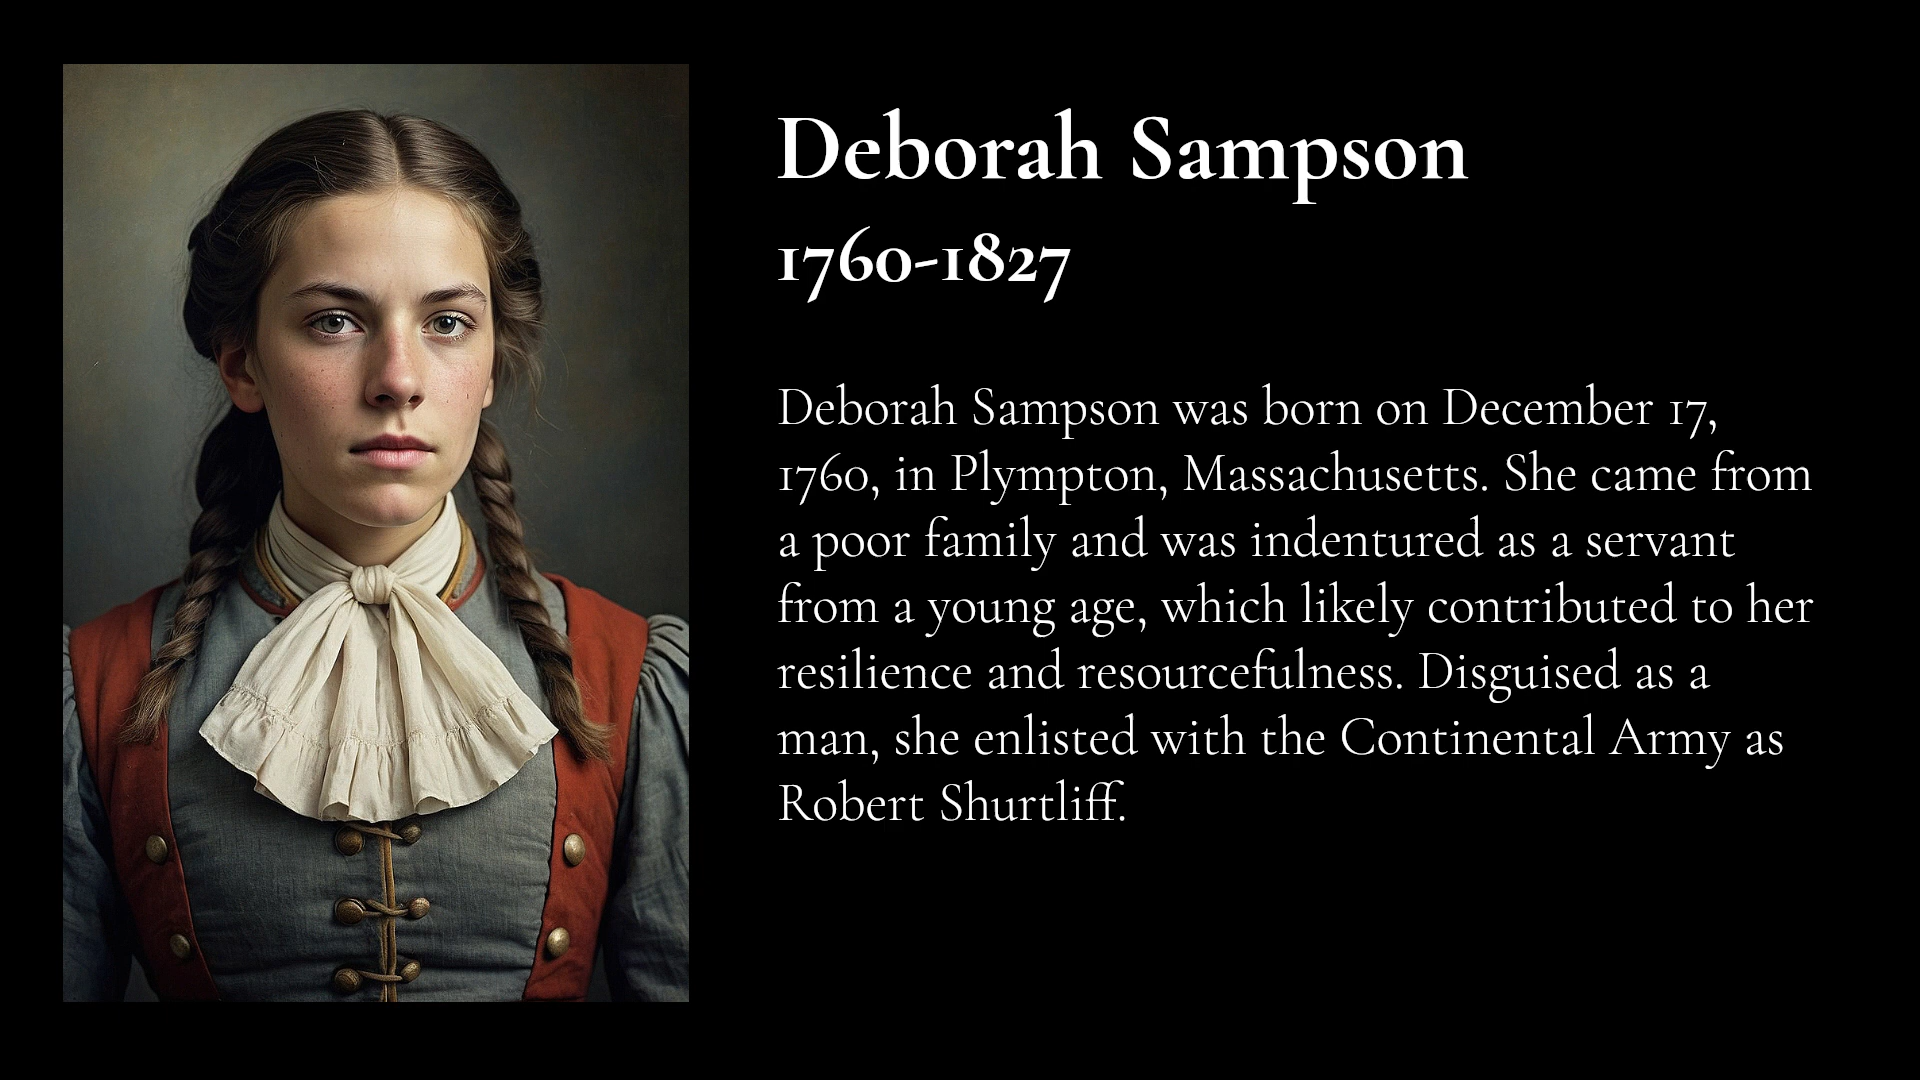 Deborah Sampson
1760-1827
Deborah Sampson was born on December 17,
1760, in Plympton, Massachusetts. She came from
a poor family and was indentured as a servant
from a young age, which likely contributed to her
resilience and resourcefulness. Disguised as a
man, she enlisted with the Continental Army as
Robert Shurtliff.